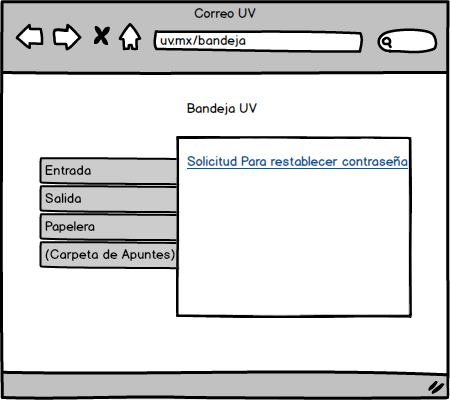 Correo UV
uv.mx/bandeja
Bandeja UV
Solicitud Para restablecer contraseña
Entrada
Salida
Papelera
(Carpeta de Apuntes)